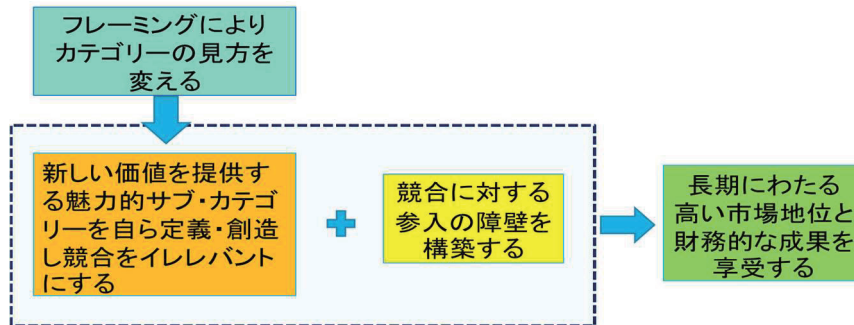 フレーミングにより
カテゴリーの見方を
変える
新しい価値を提供す
る魅力的サブ・カテゴ
リーを自ら定義・創造
し競合をイレレバント
にする
競合に対する
参入の障壁を
構築する
長期にわたる
高い市場地位と
財務的な成果を
享受する